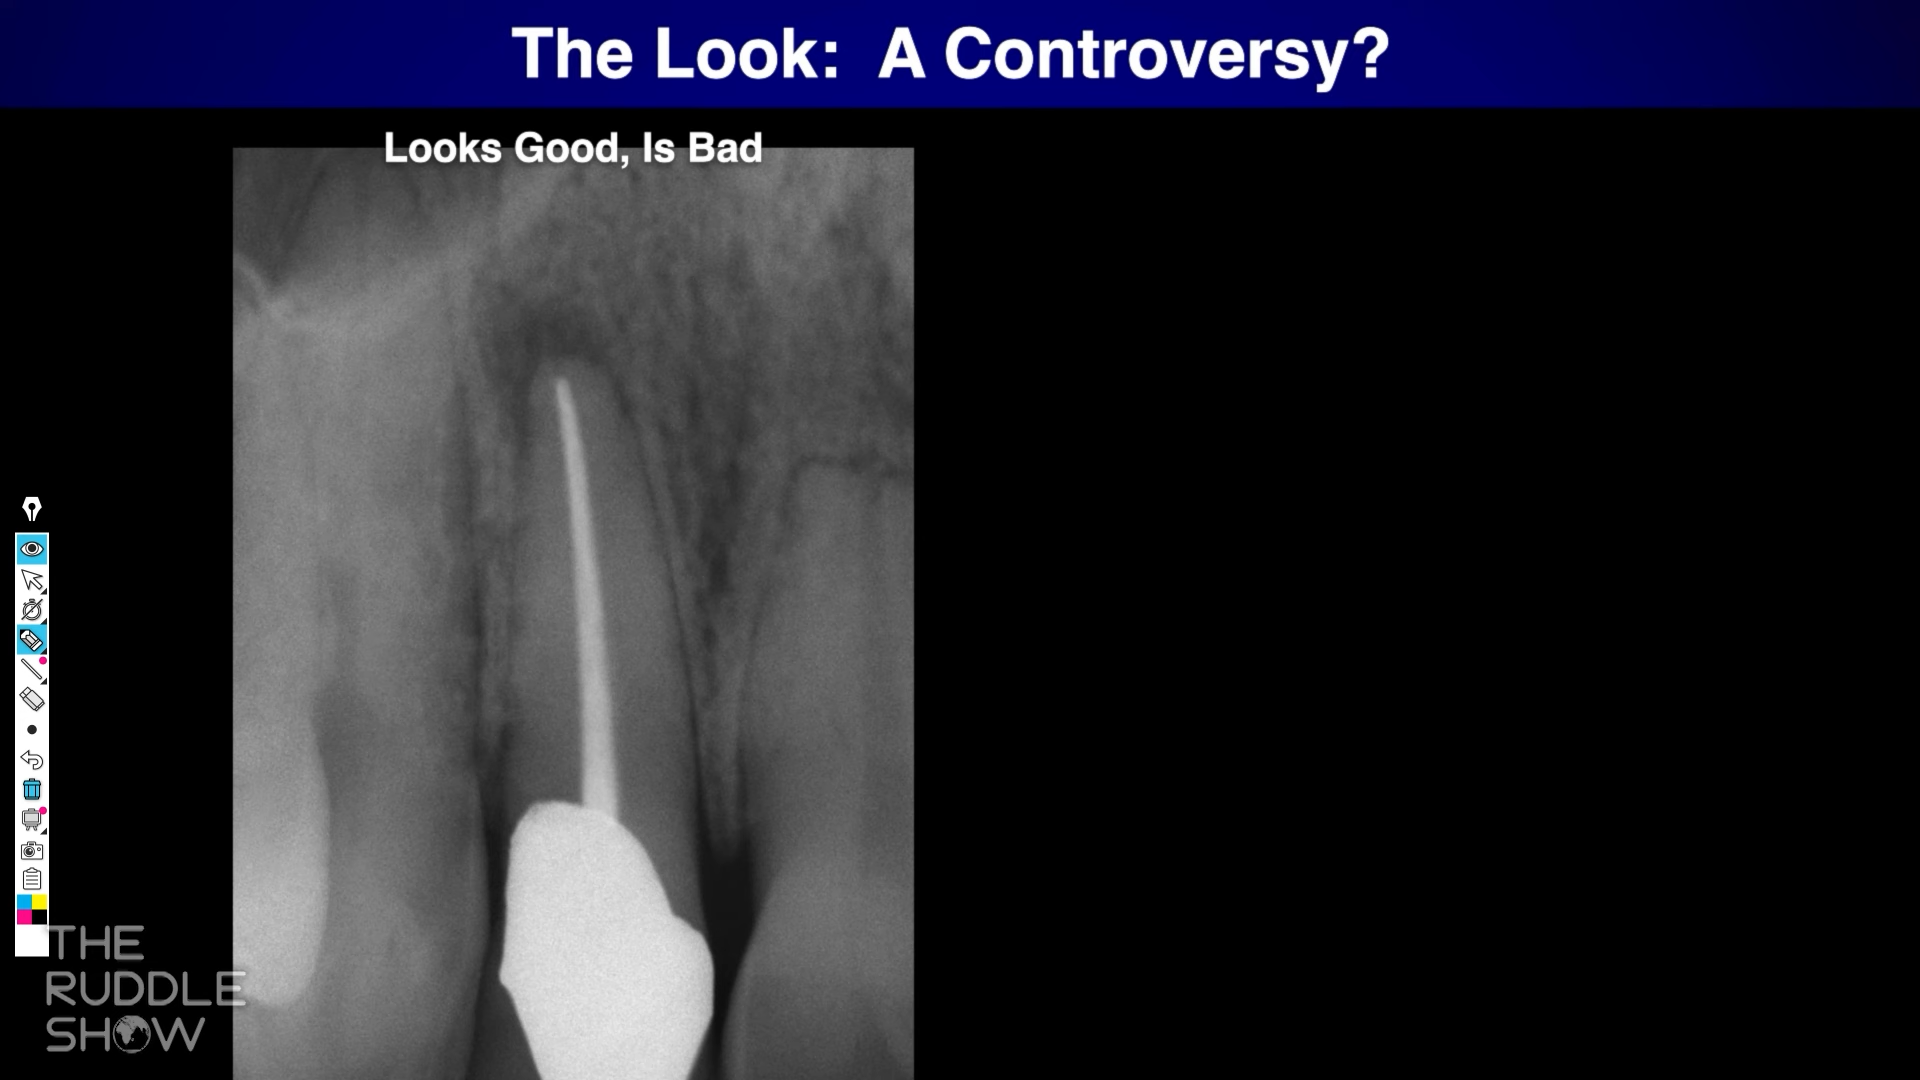 The Look: A Controversy?
Looks Good, Is Bad
THE
RUDDLE
SHOW